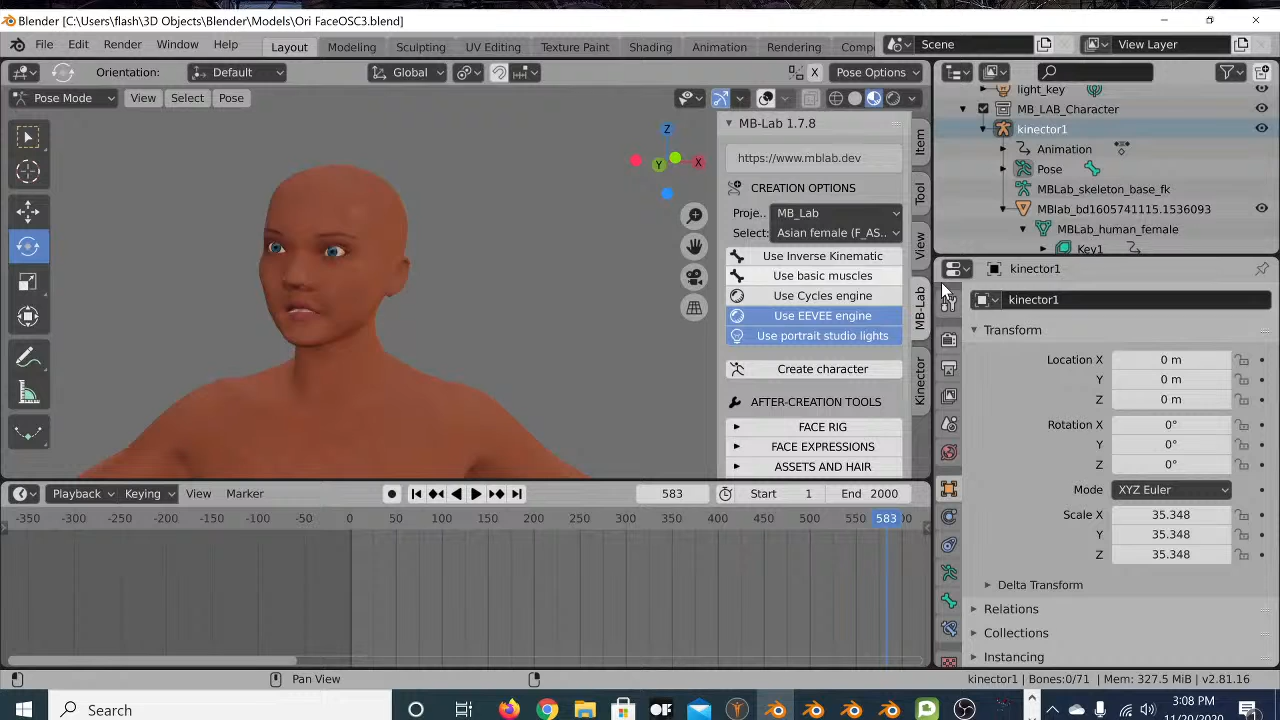 Blender [C:\Users\flash\3D Objects\Blender\Models\Ori FaceOSC3.blend]
File Edit Render Window Help Layout Modeling Sculpting UV Editing Texture Paint Shading Animation Rendering Comp Scene View Layer
Orientation: Default Global X Pose Options
Pose Mode View Select Pose
light_key
MB_LAB_Character
kinector1
Animation
Pose
MBLab_skeleton_base_fk
MBlab_bd1605741115.1536093
MBLab_human_female
Key1
Z
X
Y
MB-Lab 1.7.8
https://www.mblab.dev
CREATION OPTIONS
Proje.. MB_Lab
Select: Asian female (F_AS..
Use Inverse Kinematic
Use basic muscles
Use Cycles engine
Use EEVEE engine
Use portrait studio lights
Create character
AFTER-CREATION TOOLS
FACE RIG
FACE EXPRESSIONS
ASSETS AND HAIR
Item
Tool
View
MB-Lab
Kinector
kinector1
kinector1
Transform
Location X 0 m
Y 0 m
Z 0 m
Rotation X 0°
Y 0°
Z 0°
Mode XYZ Euler
Scale X 35.348
Y 35.348
Z 35.348
Delta Transform
Relations
Collections
Instancing
Playback Keying View Marker 583 Start 1 End 2000
-350 -300 -250 -200 -150 -100 -50 0 50 100 150 200 250 300 350 400 450 500 550 583
Pan View
kinector1 | Bones:0/71 | Mem: 327.5 MiB | v2.81.16
Search
3:08 PM
11/20/2020